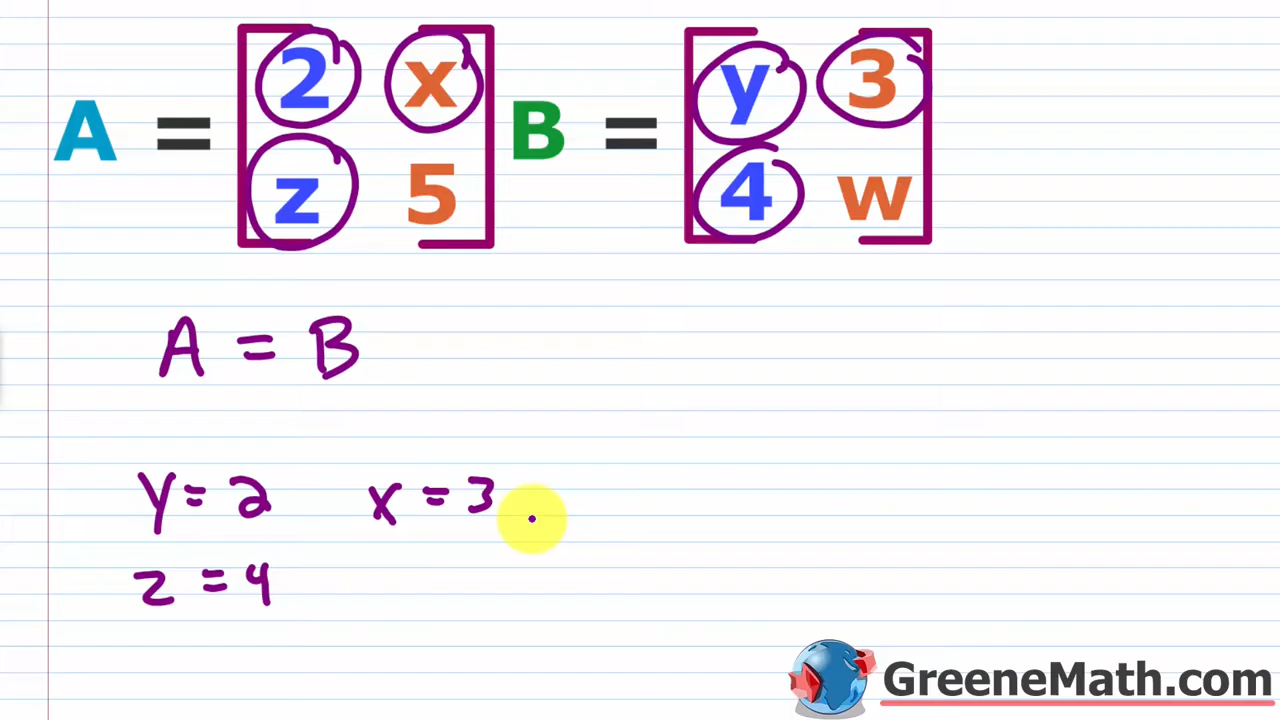 2 x y 3
A = B =
z 5 4 w
A = B
y = 2 x = 3
z = 4
GreeneMath.com